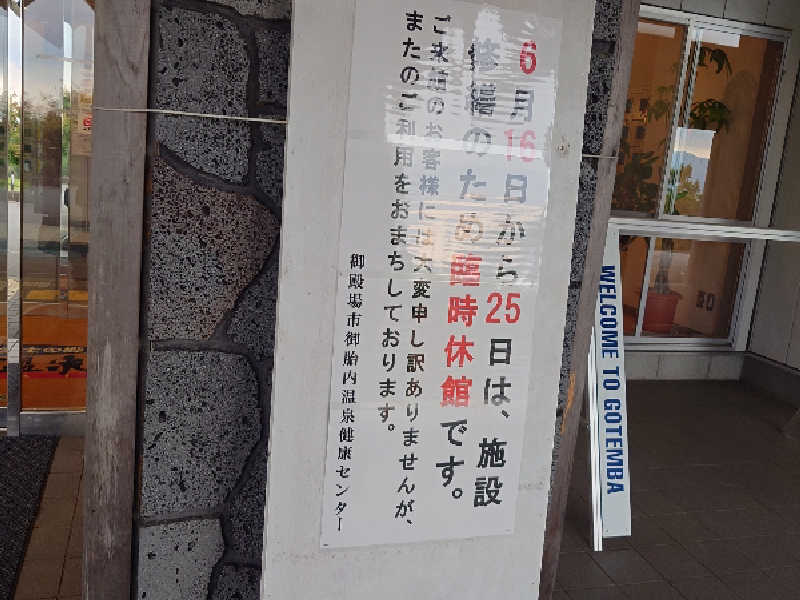 6月16日から25日は、施設
修繕のため臨時休館です。
ご来館のお客様には大変申し訳ありませんが、
またのご利用をおまちしております。
御殿場市御胎内温泉健康センター
WELCOME TO GOTEMBA